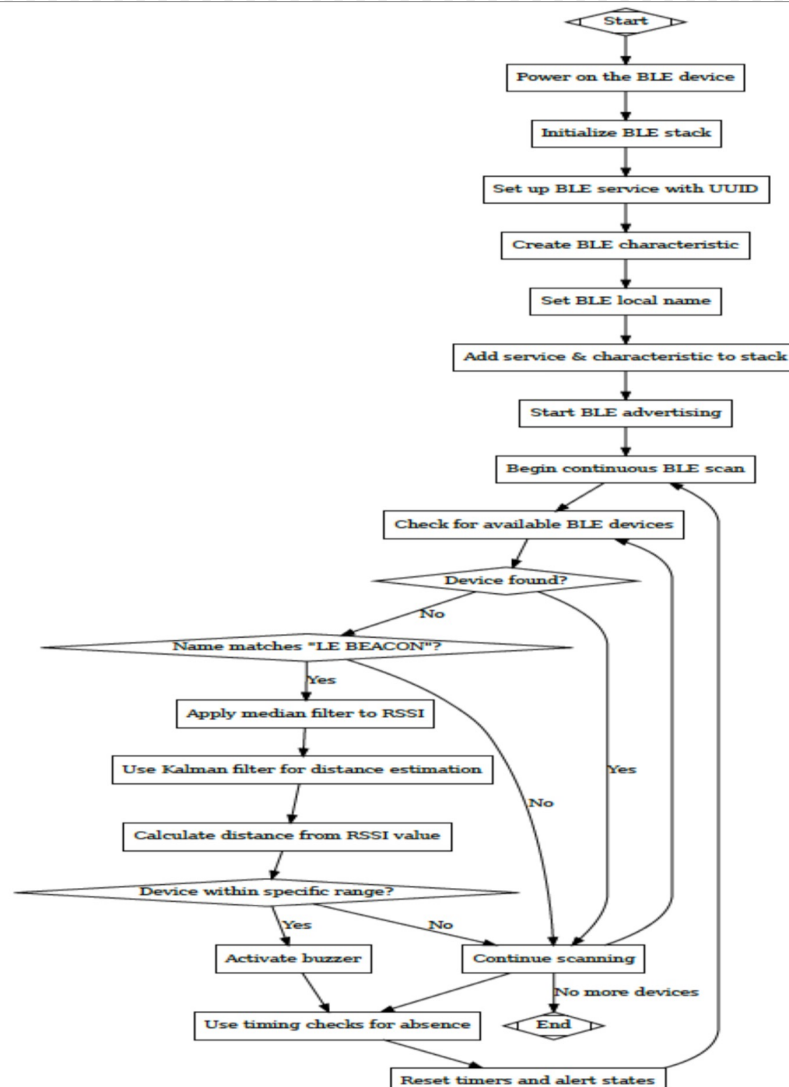 Start
Power on the BLE device
Initialize BLE stack
Set up BLE service with UUID
Create BLE characteristic
Set BLE local name
Add service & characteristic to stack
Start BLE advertising
Begin continuous BLE scan
Check for available BLE devices
Device found?
No
Name matches "LE BEACON"?
Yes
Apply median filter to RSSI
Use Kalman filter for distance estimation
Yes
No
Calculate distance from RSSI value
Device within specific range?
Yes
No
Activate buzzer
Continue scanning
No more devices
Use timing checks for absence
End
Reset timers and alert states